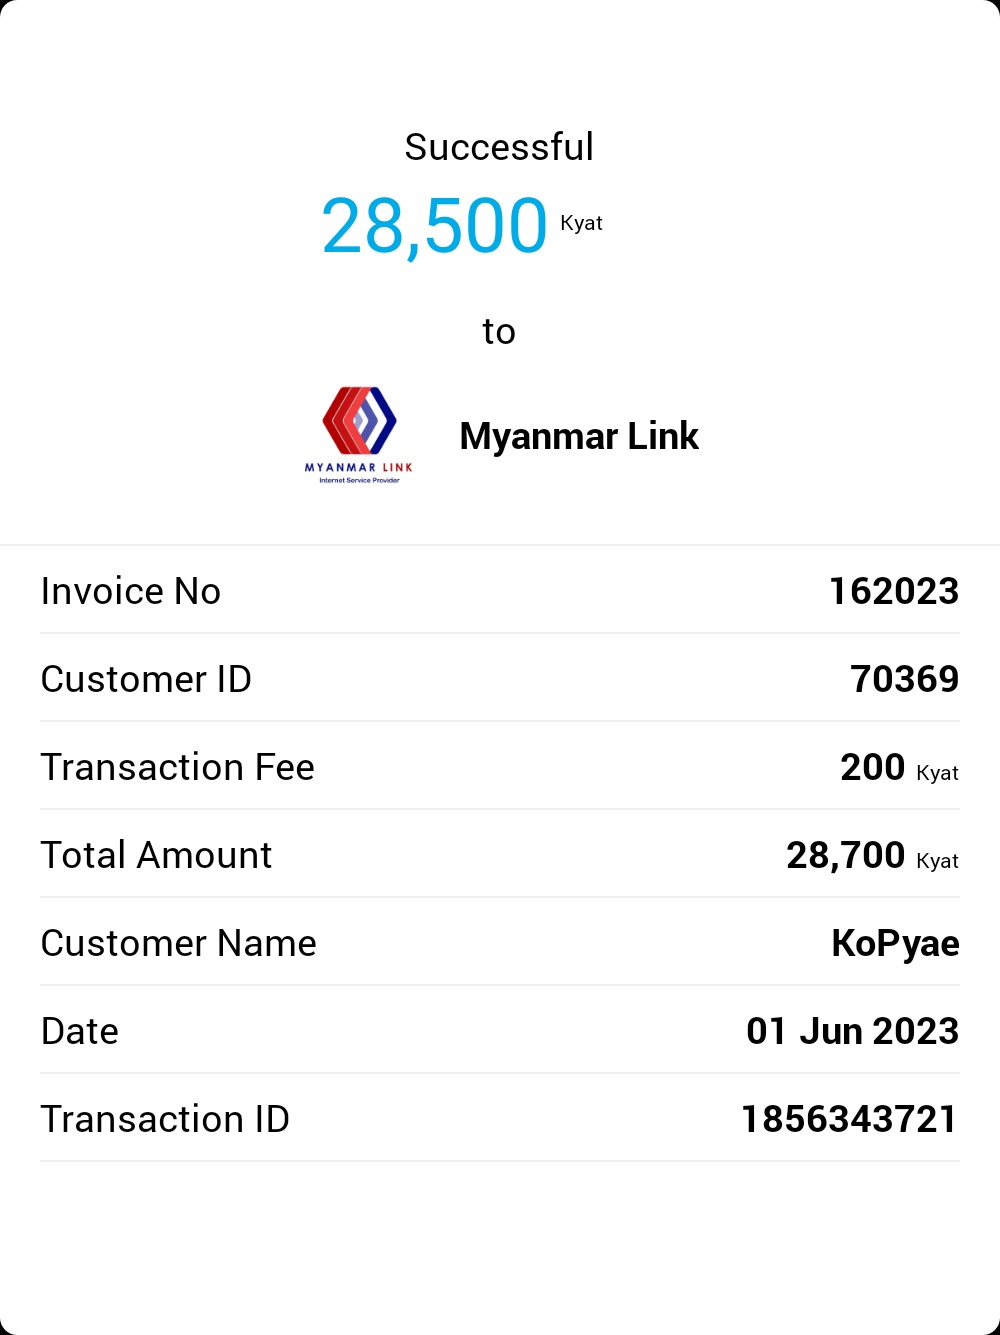 Successful
28,500 Kyat
to
MYANMAR LINK
Internet Service Provider
Myanmar Link
Invoice No 162023
Customer ID 70369
Transaction Fee 200 Kyat
Total Amount 28,700 Kyat
Customer Name KoPyae
Date 01 Jun 2023
Transaction ID 1856343721